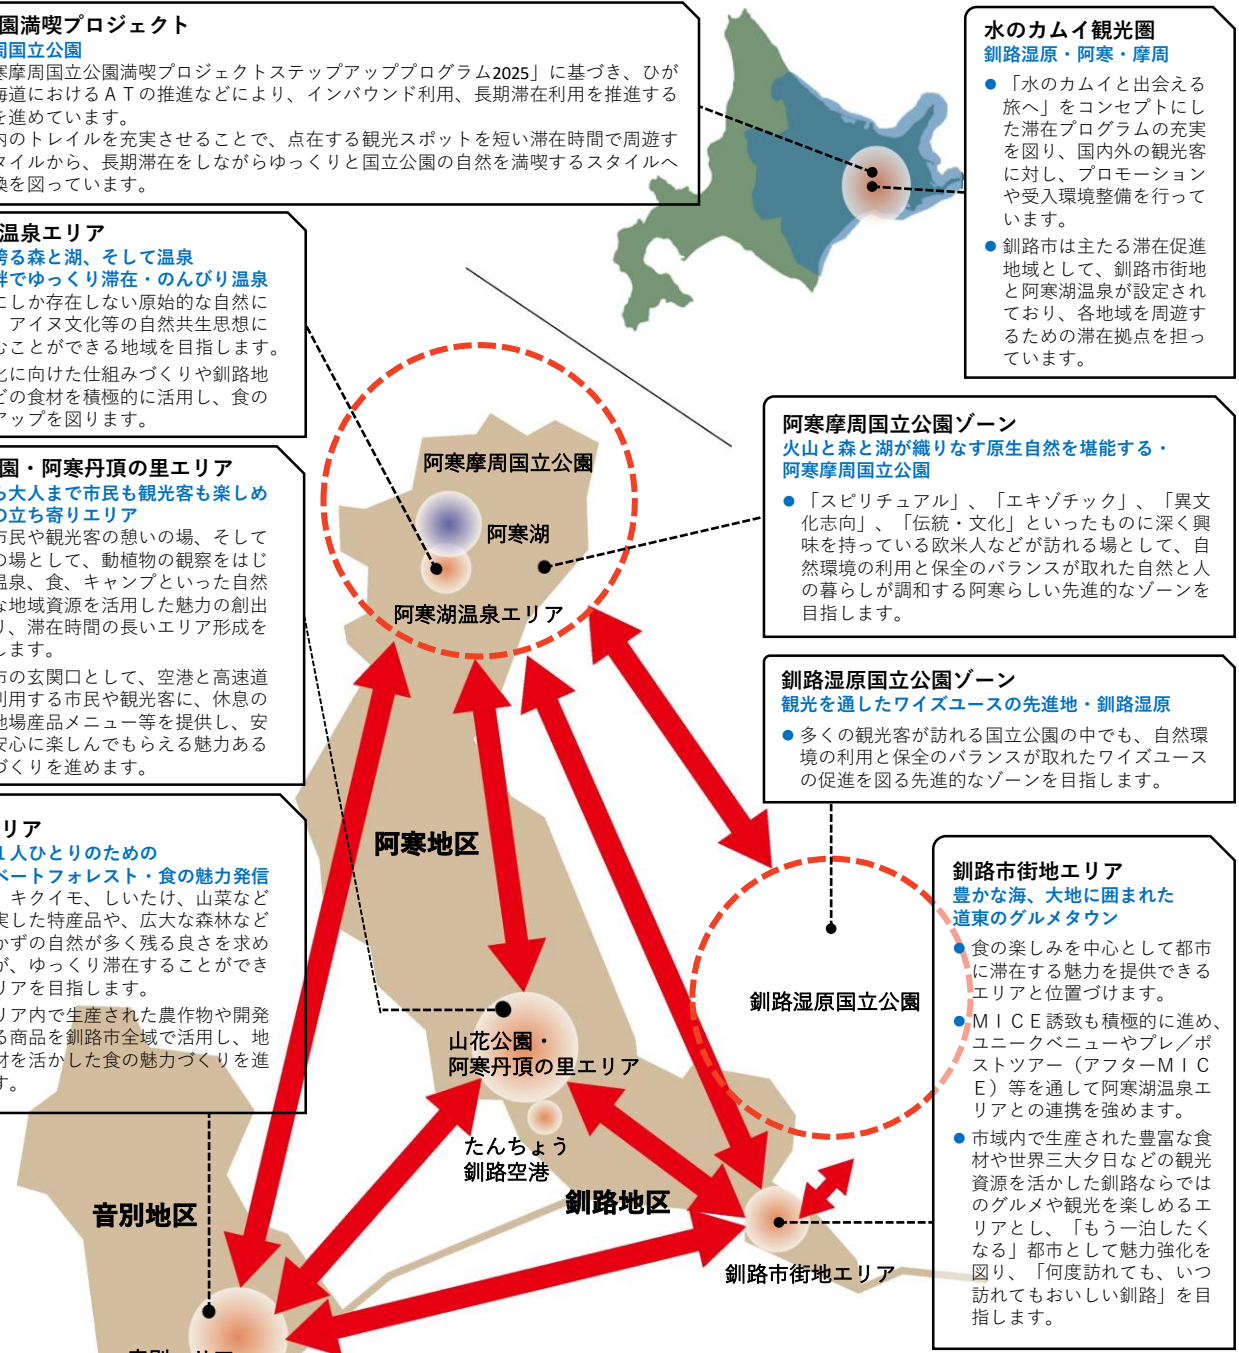 園満喫プロジェクト
周国立公園
寒摩周国立公園満喫プロジェクトステップアッププログラム2025」に基づき、ひが
海道におけるＡＴの推進などにより、インバウンド利用、長期滞在利用を推進する
を進めています。
内のトレイルを充実させることで、点在する観光スポットを短い滞在時間で周遊す
タイルから、長期滞在をしながらゆっくりと国立公園の自然を満喫するスタイルへ
換を図っています。
水のカムイ観光圏
釧路湿原・阿寒・摩周
● 「水のカムイと出会える
旅へ」をコンセプトにし
た滞在プログラムの充実
を図り、国内外の観光客
に対し、プロモーション
や受入環境整備を行って
います。
● 釧路市は主たる滞在促進
地域として、釧路市街地
と阿寒湖温泉が設定され
ており、各地域を周遊す
るための滞在拠点を担っ
ています。
温泉エリア
誇る森と湖、そして温泉
畔でゆっくり滞在・のんびり温泉
にしか存在しない原始的な自然に
、アイヌ文化等の自然共生思想に
むことができる地域を目指します。
化に向けた仕組みづくりや釧路地
どの食材を積極的に活用し、食の
アップを図ります。
園・阿寒丹頂の里エリア
ら大人まで市民も観光客も楽しめ
の立ち寄りエリア
市民や観光客の憩いの場、そして
の場として、動植物の観察をはじ
温泉、食、キャンプといった自然
な地域資源を活用した魅力の創出
り、滞在時間の長いエリア形成を
します。
市の玄関口として、空港と高速道
利用する市民や観光客に、休息の
地場産品メニュー等を提供し、安
安心に楽しんでもらえる魅力ある
づくりを進めます。
リア
１人ひとりのための
ベートフォレスト・食の魅力発信
、キクイモ、しいたけ、山菜など
実した特産品や、広大な森林など
かずの自然が多く残る良さを求め
が、ゆっくり滞在することができ
リアを目指します。
リア内で生産された農作物や開発
る商品を釧路市全域で活用し、地
材を活かした食の魅力づくりを進
す。
阿寒摩周国立公園ゾーン
火山と森と湖が織りなす原生自然を堪能する・
阿寒摩周国立公園
● 「スピリチュアル」、「エキゾチック」、「異文
化志向」、「伝統・文化」といったものに深く興
味を持っている欧米人などが訪れる場として、自
然環境の利用と保全のバランスが取れた自然と人
の暮らしが調和する阿寒らしい先進的なゾーンを
目指します。
釧路湿原国立公園ゾーン
観光を通したワイズユースの先進地・釧路湿原
● 多くの観光客が訪れる国立公園の中でも、自然環
境の利用と保全のバランスが取れたワイズユース
の促進を図る先進的なゾーンを目指します。
釧路市街地エリア
豊かな海、大地に囲まれた
道東のグルメタウン
● 食の楽しみを中心として都市
に滞在する魅力を提供できる
エリアと位置づけます。
● ＭＩＣＥ誘致も積極的に進め、
ユニークベニューやプレ／ポ
ストツアー（アフターＭＩＣ
Ｅ）等を通して阿寒湖温泉エ
リアとの連携を強めます。
● 市域内で生産された豊富な食
材や世界三大夕日などの観光
資源を活かした釧路ならでは
のグルメや観光を楽しめるエ
リアとし、「もう一泊したく
なる」都市として魅力強化を
図り、「何度訪れても、いつ
訪れてもおいしい釧路」を目
指します。
阿寒摩周国立公園
阿寒湖
阿寒湖温泉エリア
阿寒地区
釧路湿原国立公園
山花公園・
阿寒丹頂の里エリア
たんちょう
釧路空港
釧路地区
音別地区
釧路市街地エリア